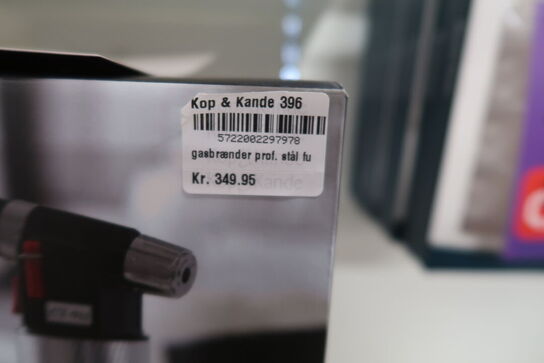 Kop & Kande 396
5722002297978
gasbrænder prof. stål fu
Kr. 349.95